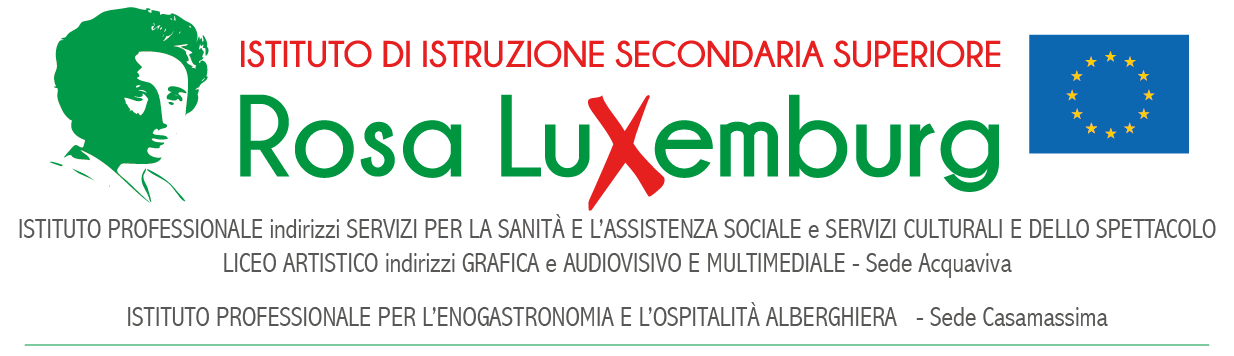 ISTITUTO DI ISTRUZIONE SECONDARIA SUPERIORE
Rosa LuXemburg
ISTITUTO PROFESSIONALE indirizzi SERVIZI PER LA SANITÀ E L'ASSISTENZA SOCIALE e SERVIZI CULTURALI E DELLO SPETTACOLO
LICEO ARTISTICO indirizzi GRAFICA e AUDIOVISIVO E MULTIMEDIALE - Sede Acquaviva
ISTITUTO PROFESSIONALE PER L'ENOGASTRONOMIA E L'OSPITALITÀ ALBERGHIERA - Sede Casamassima